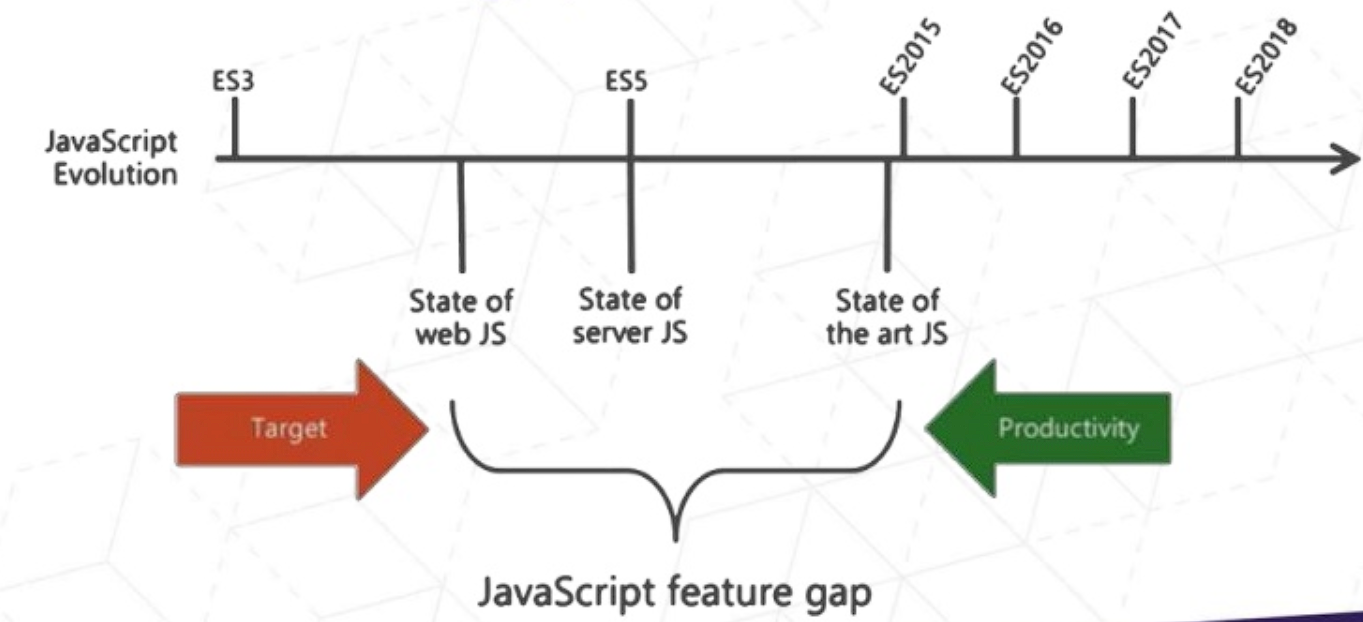 ES3
ES5
ES2015
ES2016
ES2017
ES2018
JavaScript
Evolution
State of
web JS
State of
server JS
State of
the art JS
Target
Productivity
JavaScript feature gap